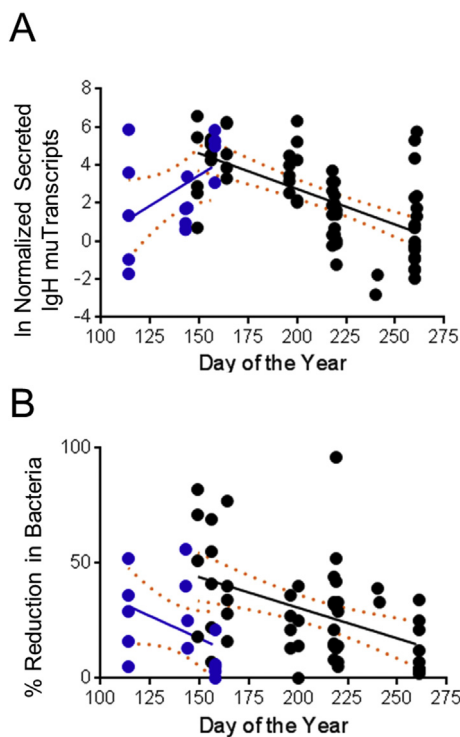 A
ln Normalized Secreted
IgH muTranscripts
8
6
4
2
0
-2
-4
100 125 150 175 200 225 250 275
Day of the Year
B
% Reduction in Bacteria
100
50
0
100 125 150 175 200 225 250 275
Day of the Year